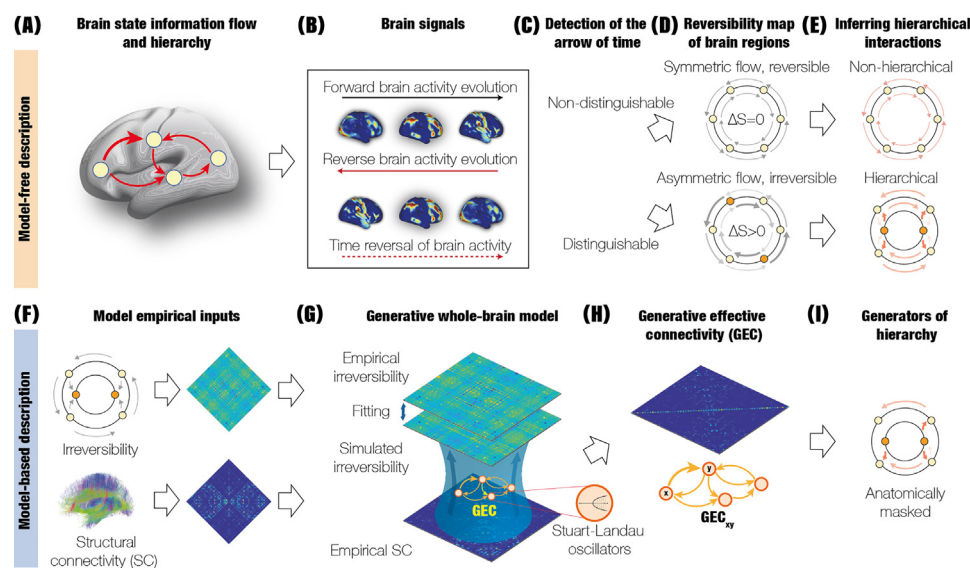 (A) Brain state information flow
and hierarchy
(B) Brain signals
(C) Detection of the
arrow of time
(D) Reversibility map
of brain regions
(E) Inferring hierarchical
interactions
Model-free description
Forward brain activity evolution
Reverse brain activity evolution
Time reversal of brain activity
Non-distinguishable
Distinguishable
Symmetric flow, reversible
ΔS=0
Asymmetric flow, irreversible
ΔS>0
Non-hierarchical
Hierarchical
(F) Model empirical inputs
(G) Generative whole-brain model
(H) Generative effective
connectivity (GEC)
(I) Generators of
hierarchy
Model-based description
Irreversibility
Structural
connectivity (SC)
Empirical
irreversibility
Fitting
Simulated
irreversibility
GEC
Empirical SC
Stuart-Landau
oscillators
y
x
GECxy
Anatomically
masked